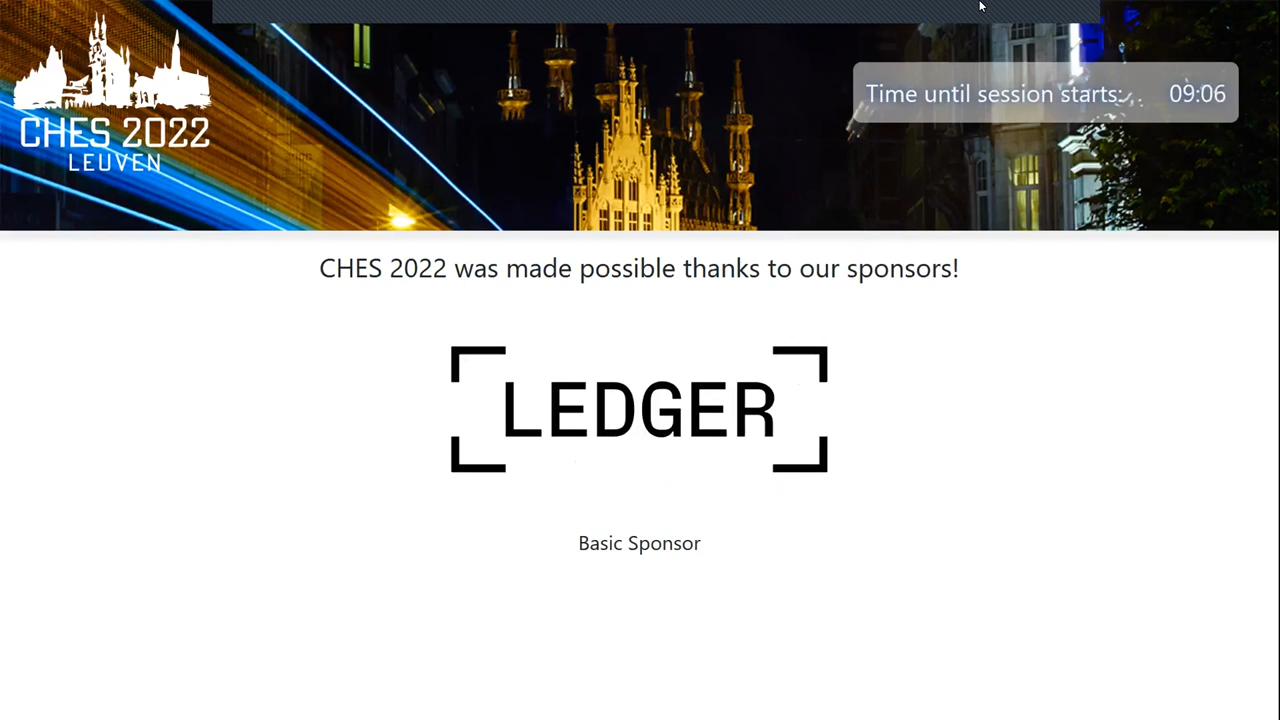 CHES 2022
LEUVEN
Time until session starts: 09:06
CHES 2022 was made possible thanks to our sponsors!
LEDGER
Basic Sponsor